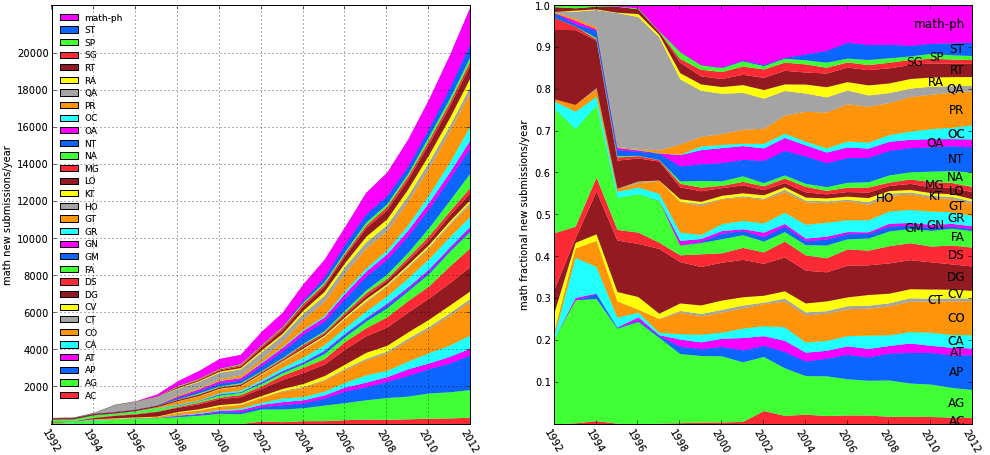 math new submissions/year
20000
18000
16000
14000
12000
10000
8000
6000
4000
2000
math-ph
ST
SP
SG
RT
RA
QA
PR
OC
OA
NT
NA
MG
LO
KT
HO
GT
GR
GN
GM
FA
DS
DG
CV
CT
CO
CA
AT
AP
AG
AC
1992
1994
1996
1998
2000
2002
2004
2006
2008
2010
2012
math fractional new submissions/year
1.0
0.9
0.8
0.7
0.6
0.5
0.4
0.3
0.2
0.1
math-ph
ST
SP
SG
RT
RA
QA
PR
OC
OA
NT
NA
MG
LO
KT
HO
GT
GR
GN
GM
FA
DS
DG
CV
CT
CO
CA
AT
AP
AG
AC
1992
1994
1996
1998
2000
2002
2004
2006
2008
2010
2012